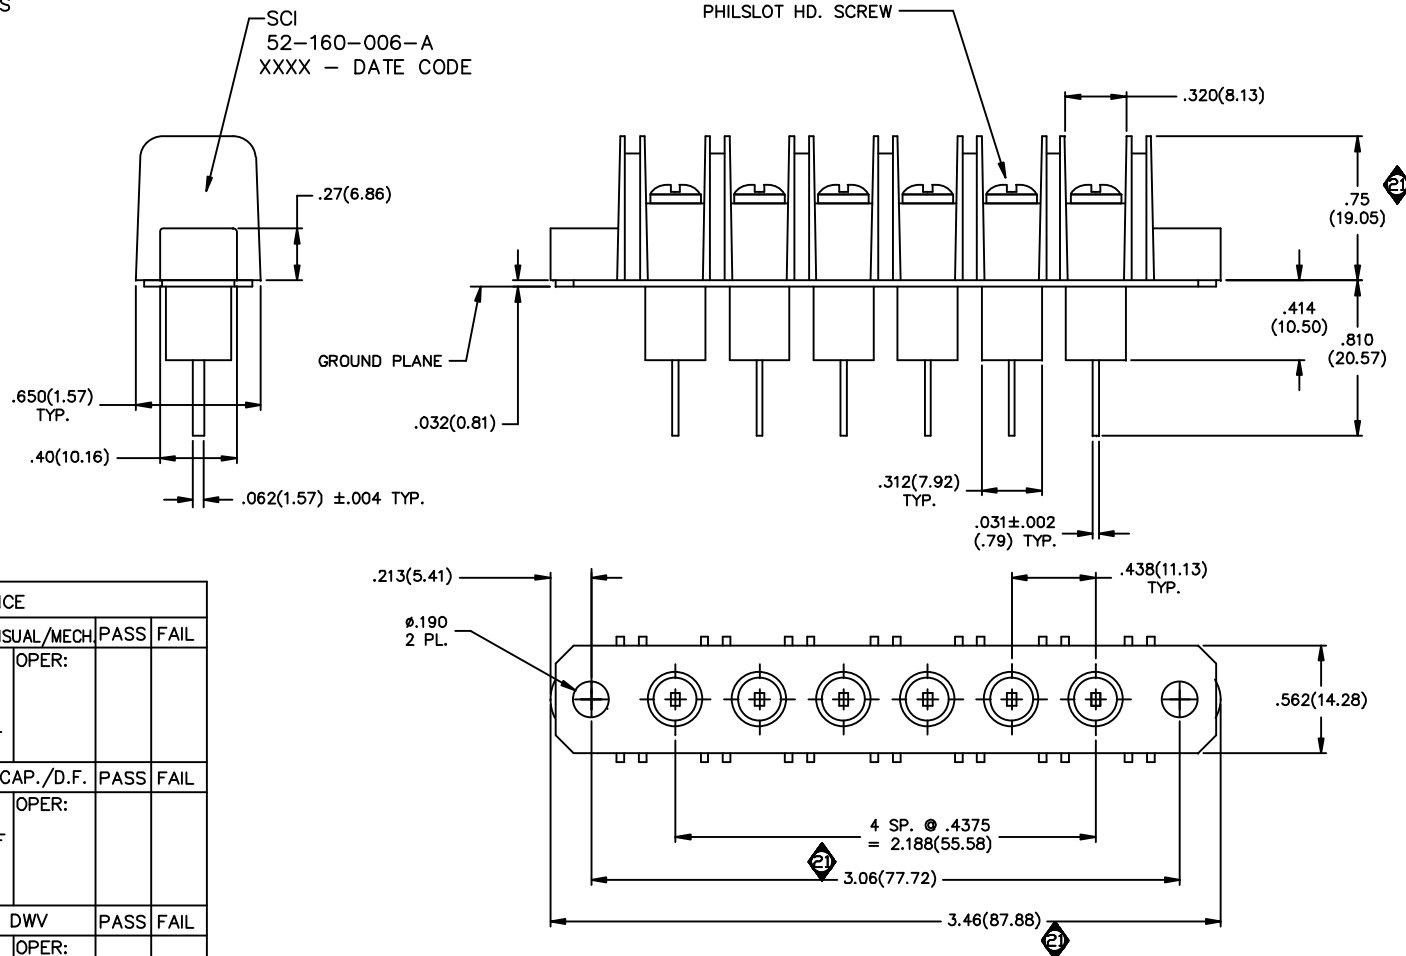 S
SCI
52-160-006-A
XXXX - DATE CODE
PHILSLOT HD. SCREW
.320(8.13)
.27(6.86)
.75
(19.05)
21
.414
(10.50)
.810
(20.57)
GROUND PLANE
.032(0.81)
.650(1.57)
TYP.
.40(10.16)
.062(1.57) ±.004 TYP.
.312(7.92)
TYP.
.031±.002
(.79) TYP.
.213(5.41)
.438(11.13)
TYP.
ø.190
2 PL.
.562(14.28)
4 SP. @ .4375
= 2.188(55.58)
21
3.06(77.72)
3.46(87.88)
21
ICE
ISUAL/MECH. PASS FAIL
OPER:
CAP./D.F. PASS FAIL
OPER:
F
DWV PASS FAIL
OPER: